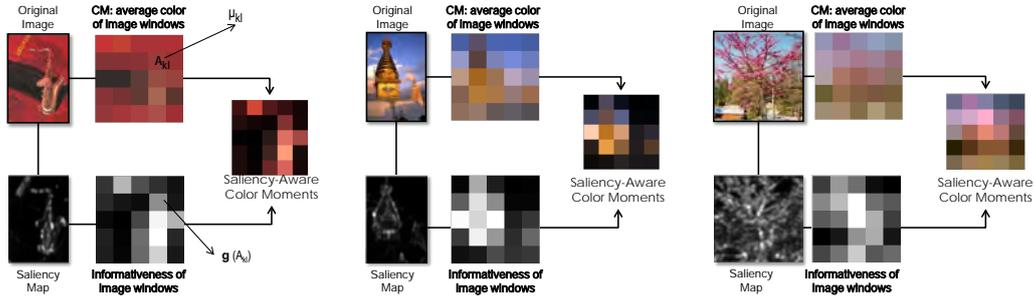 Original
Image
CM: average color
of Image windows
μkl
Akl
Saliency-Aware
Color Moments
g (Akl)
Saliency
Map
Informativeness of
Image windows
Original
Image
CM: average color
of Image windows
Saliency-Aware
Color Moments
Saliency
Map
Informativeness of
Image windows
Original
Image
CM: average color
of Image windows
Saliency-Aware
Color Moments
Saliency
Map
Informativeness of
Image windows